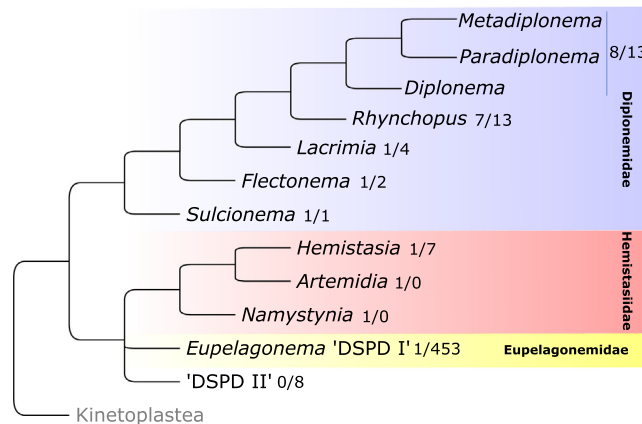 Metadiplonema
Paradiplonema
8/13
Diplonema
Rhynchopus 7/13
Lacrimia 1/4
Flectonema 1/2
Sulcionema 1/1
Diplonemidae
Hemistasia 1/7
Artemidia 1/0
Namystynia 1/0
Hemistasiidae
Eupelagonema 'DSPD I' 1/453
Eupelagonemidae
'DSPD II' 0/8
Kinetoplastea